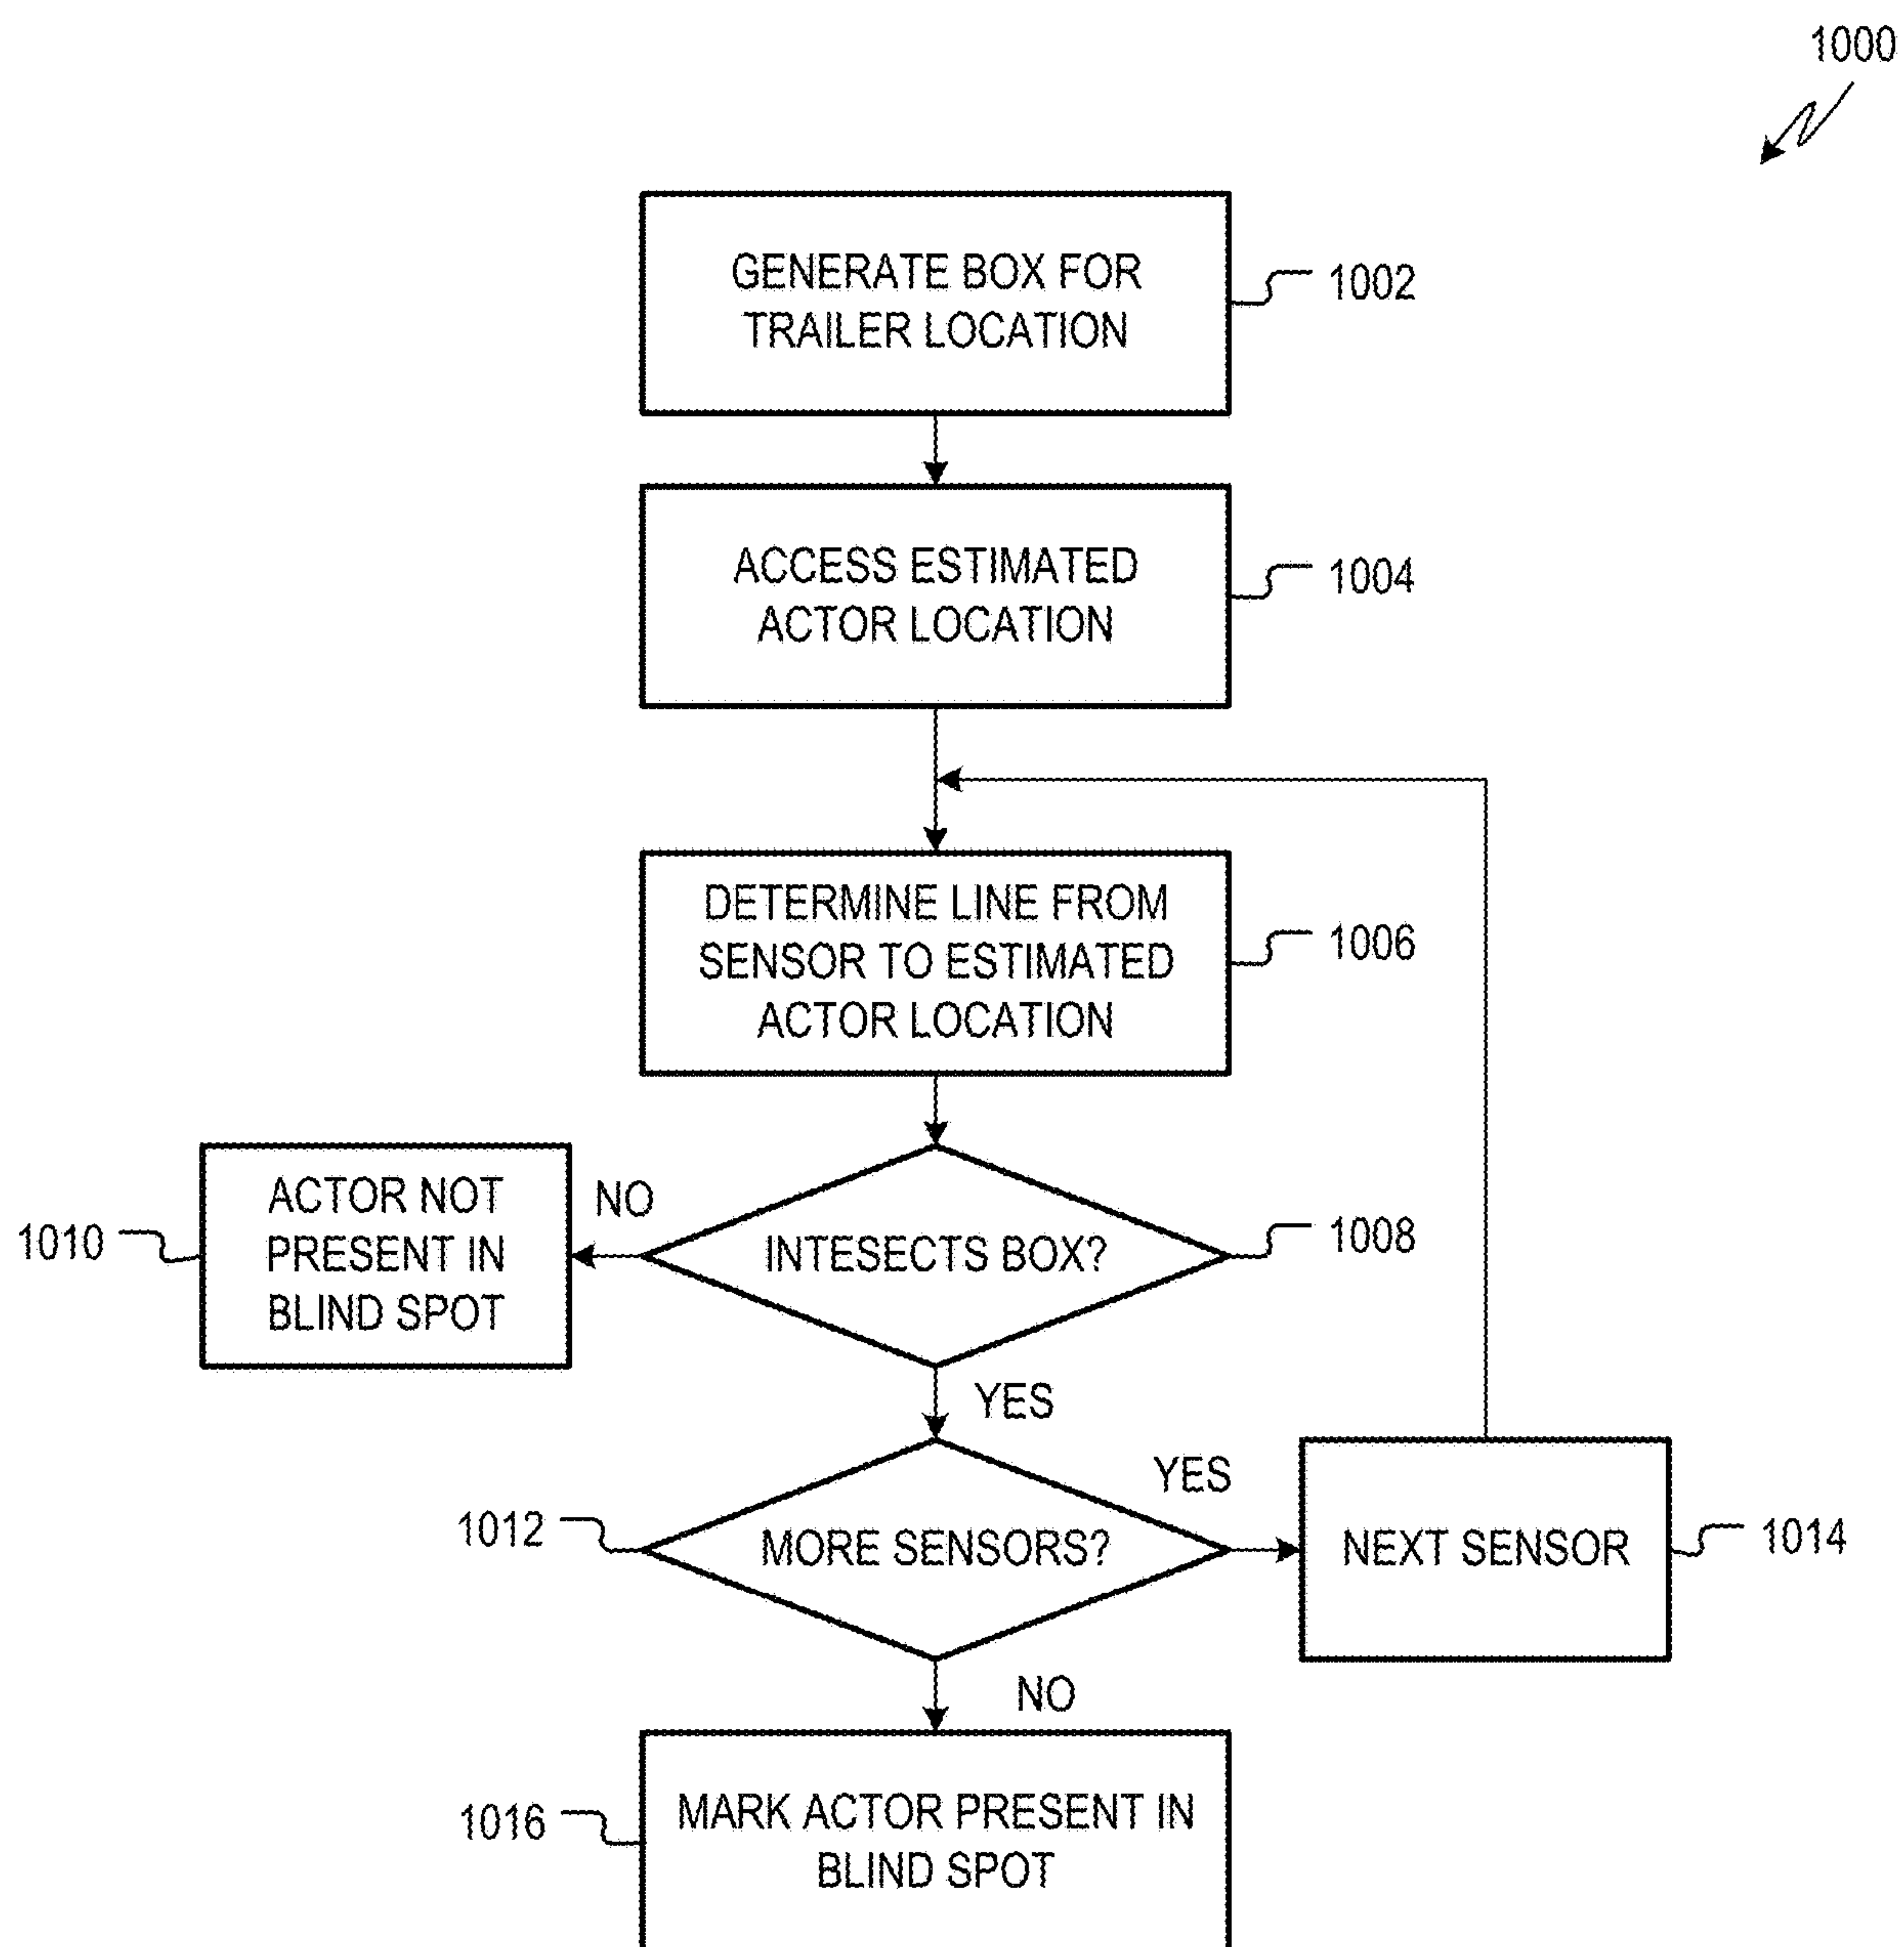 1000
GENERATE BOX FOR
TRAILER LOCATION
1002
ACCESS ESTIMATED
ACTOR LOCATION
1004
DETERMINE LINE FROM
SENSOR TO ESTIMATED
ACTOR LOCATION
1006
ACTOR NOT
PRESENT IN
BLIND SPOT
1010
NO
INTESECTS BOX?
1008
YES
1012
MORE SENSORS?
YES
NEXT SENSOR
1014
NO
1016
MARK ACTOR PRESENT IN
BLIND SPOT